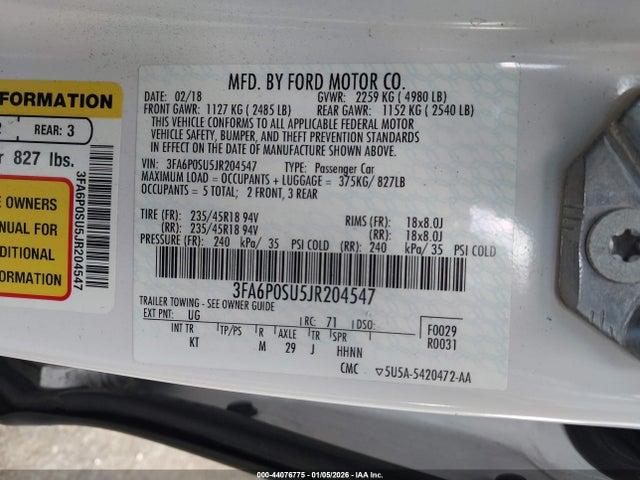 FORMATION
REAR: 3
827 lbs.
E OWNERS
ANUAL FOR
DDITIONAL
INFORMATION
3FA6P0SU5JR204547
MFD. BY FORD MOTOR CO.
DATE: 02/18 GVWR: 2259 KG ( 4980 LB)
FRONT GAWR: 1127 KG ( 2485 LB) REAR GAWR: 1152 KG ( 2540 LB)
THIS VEHICLE CONFORMS TO ALL APPLICABLE FEDERAL MOTOR
VEHICLE SAFETY, BUMPER, AND THEFT PREVENTION STANDARDS
IN EFFECT ON THE DATE OF MANUFACTURE SHOWN ABOVE.
VIN: 3FA6P0SU5JR204547 TYPE: Passenger Car
MAXIMUM LOAD = OCCUPANTS + LUGGAGE = 375KG/ 827LB
OCCUPANTS = 5 TOTAL; 2 FRONT, 3 REAR
TIRE (FR): 235/45R18 94V RIMS (FR): 18x8.0J
(RR): 235/45R18 94V (RR): 18x8.0J
PRESSURE (FR): 240 kPa/ 35 PSI COLD (RR): 240 kPa/ 35 PSI COLD
3FA6P0SU5JR204547
TRAILER TOWING - SEE OWNER GUIDE
EXT PNT: UG RC: 71 DSO: F0029
INT TR TP/PS R AXLE TR SPR R0031
KT M 29 J HHNN
CMC ▽5U5A-5420472-AA
000-44076775 | 01/05/2026 - IAA Inc.